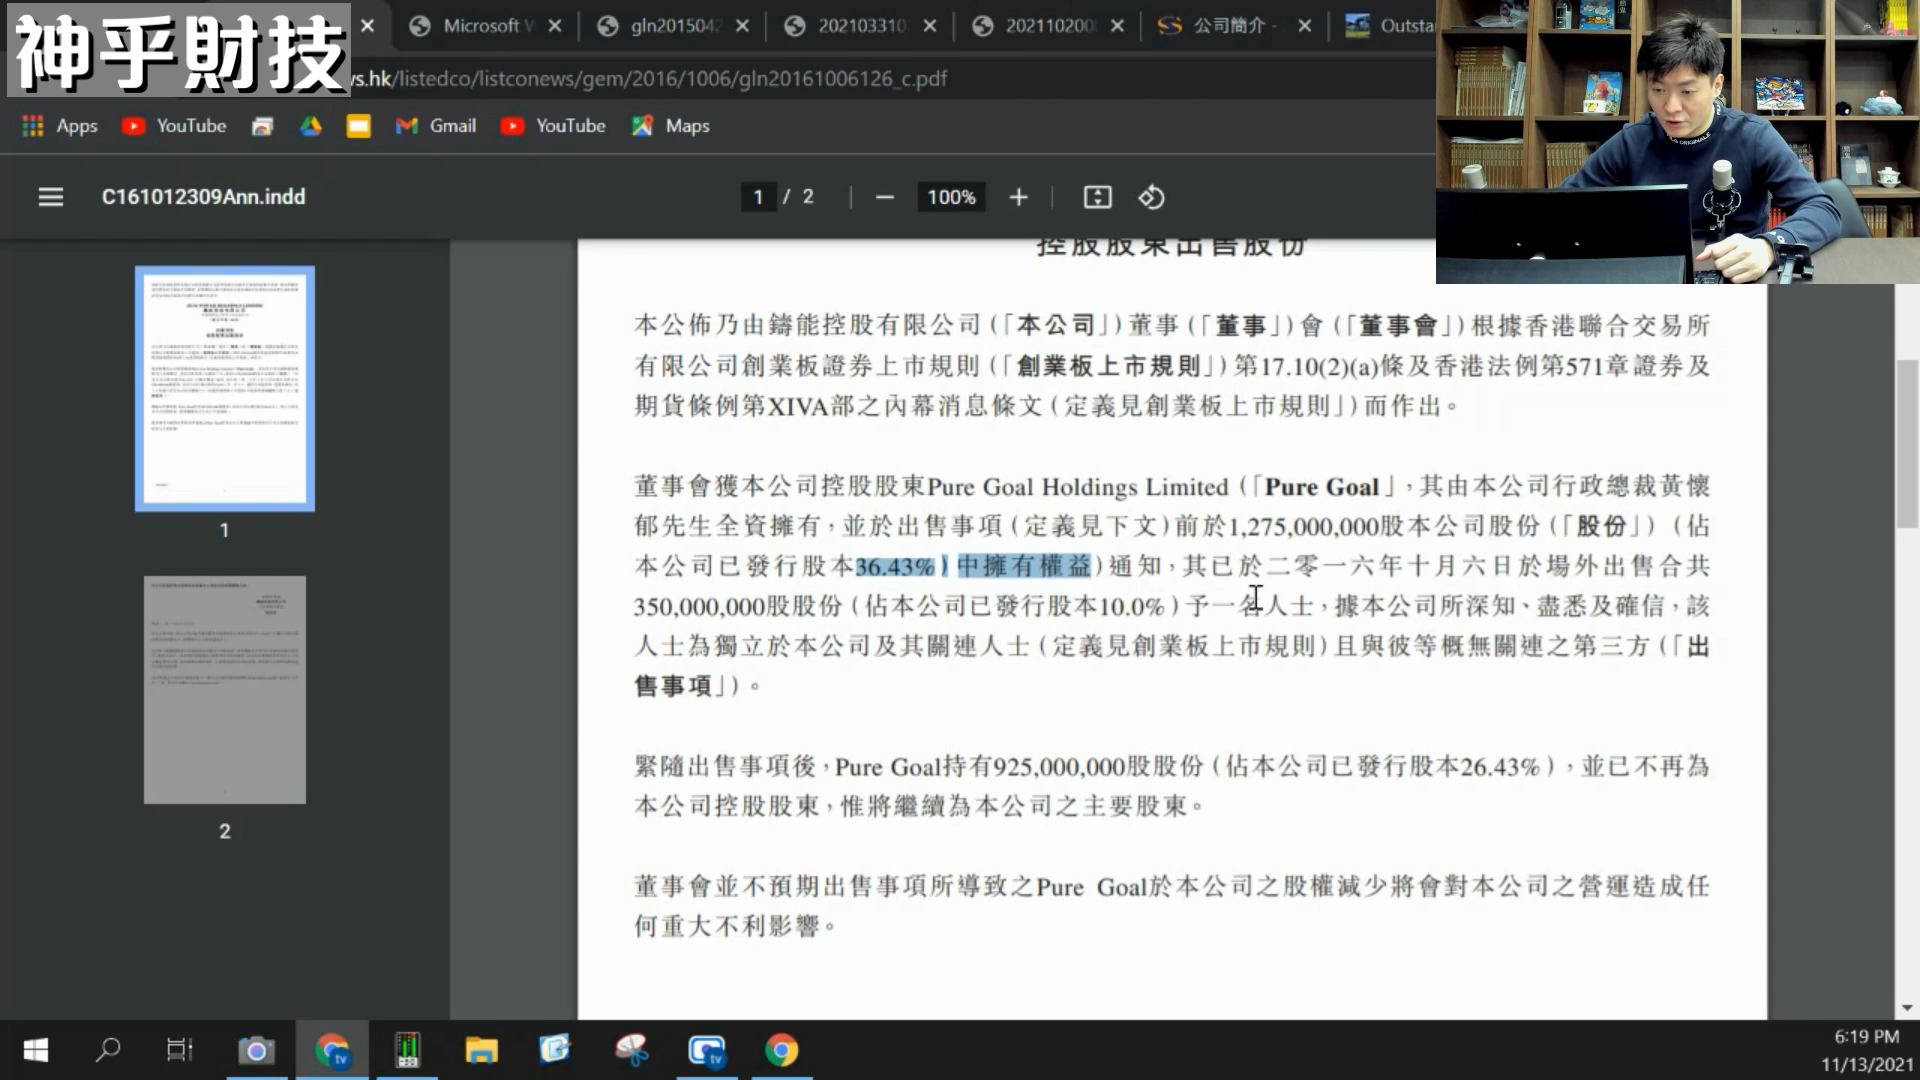 神乎財技
Microsoft W
gln2015042
202103310
202110200
公司簡介 -
Outsta
vs.hk/listedco/listconews/gem/2016/1006/gln20161006126_c.pdf
Apps
YouTube
Gmail
YouTube
Maps
C161012309Ann.indd
1 / 2
100%
控股股東出售股份
本公佈乃由鑄能控股有限公司(「本公司」)董事(「董事」)會(「董事會」)根據香港聯合交易所
有限公司創業板證券上市規則(「創業板上市規則」)第17.10(2)(a)條及香港法例第571章證券及
期貨條例第XIVA部之內幕消息條文(定義見創業板上市規則」)而作出。
董事會獲本公司控股股東Pure Goal Holdings Limited(「Pure Goal」,其由本公司行政總裁黃懷
郁先生全資擁有,並於出售事項(定義見下文)前於1,275,000,000股本公司股份(「股份」)(佔
本公司已發行股本36.43%)中擁有權益)通知,其已於二零一六年十月六日於場外出售合共
350,000,000股股份(佔本公司已發行股本10.0%)予一名人士,據本公司所深知、盡悉及確信,該
人士為獨立於本公司及其關連人士(定義見創業板上市規則)且與彼等概無關連之第三方(「出
售事項」)。
緊隨出售事項後,Pure Goal持有925,000,000股股份(佔本公司已發行股本26.43%),並已不再為
本公司控股股東,惟將繼續為本公司之主要股東。
董事會並不預期出售事項所導致之Pure Goal於本公司之股權減少將會對本公司之營運造成任
何重大不利影響。
1
2
6:19 PM
11/13/2021